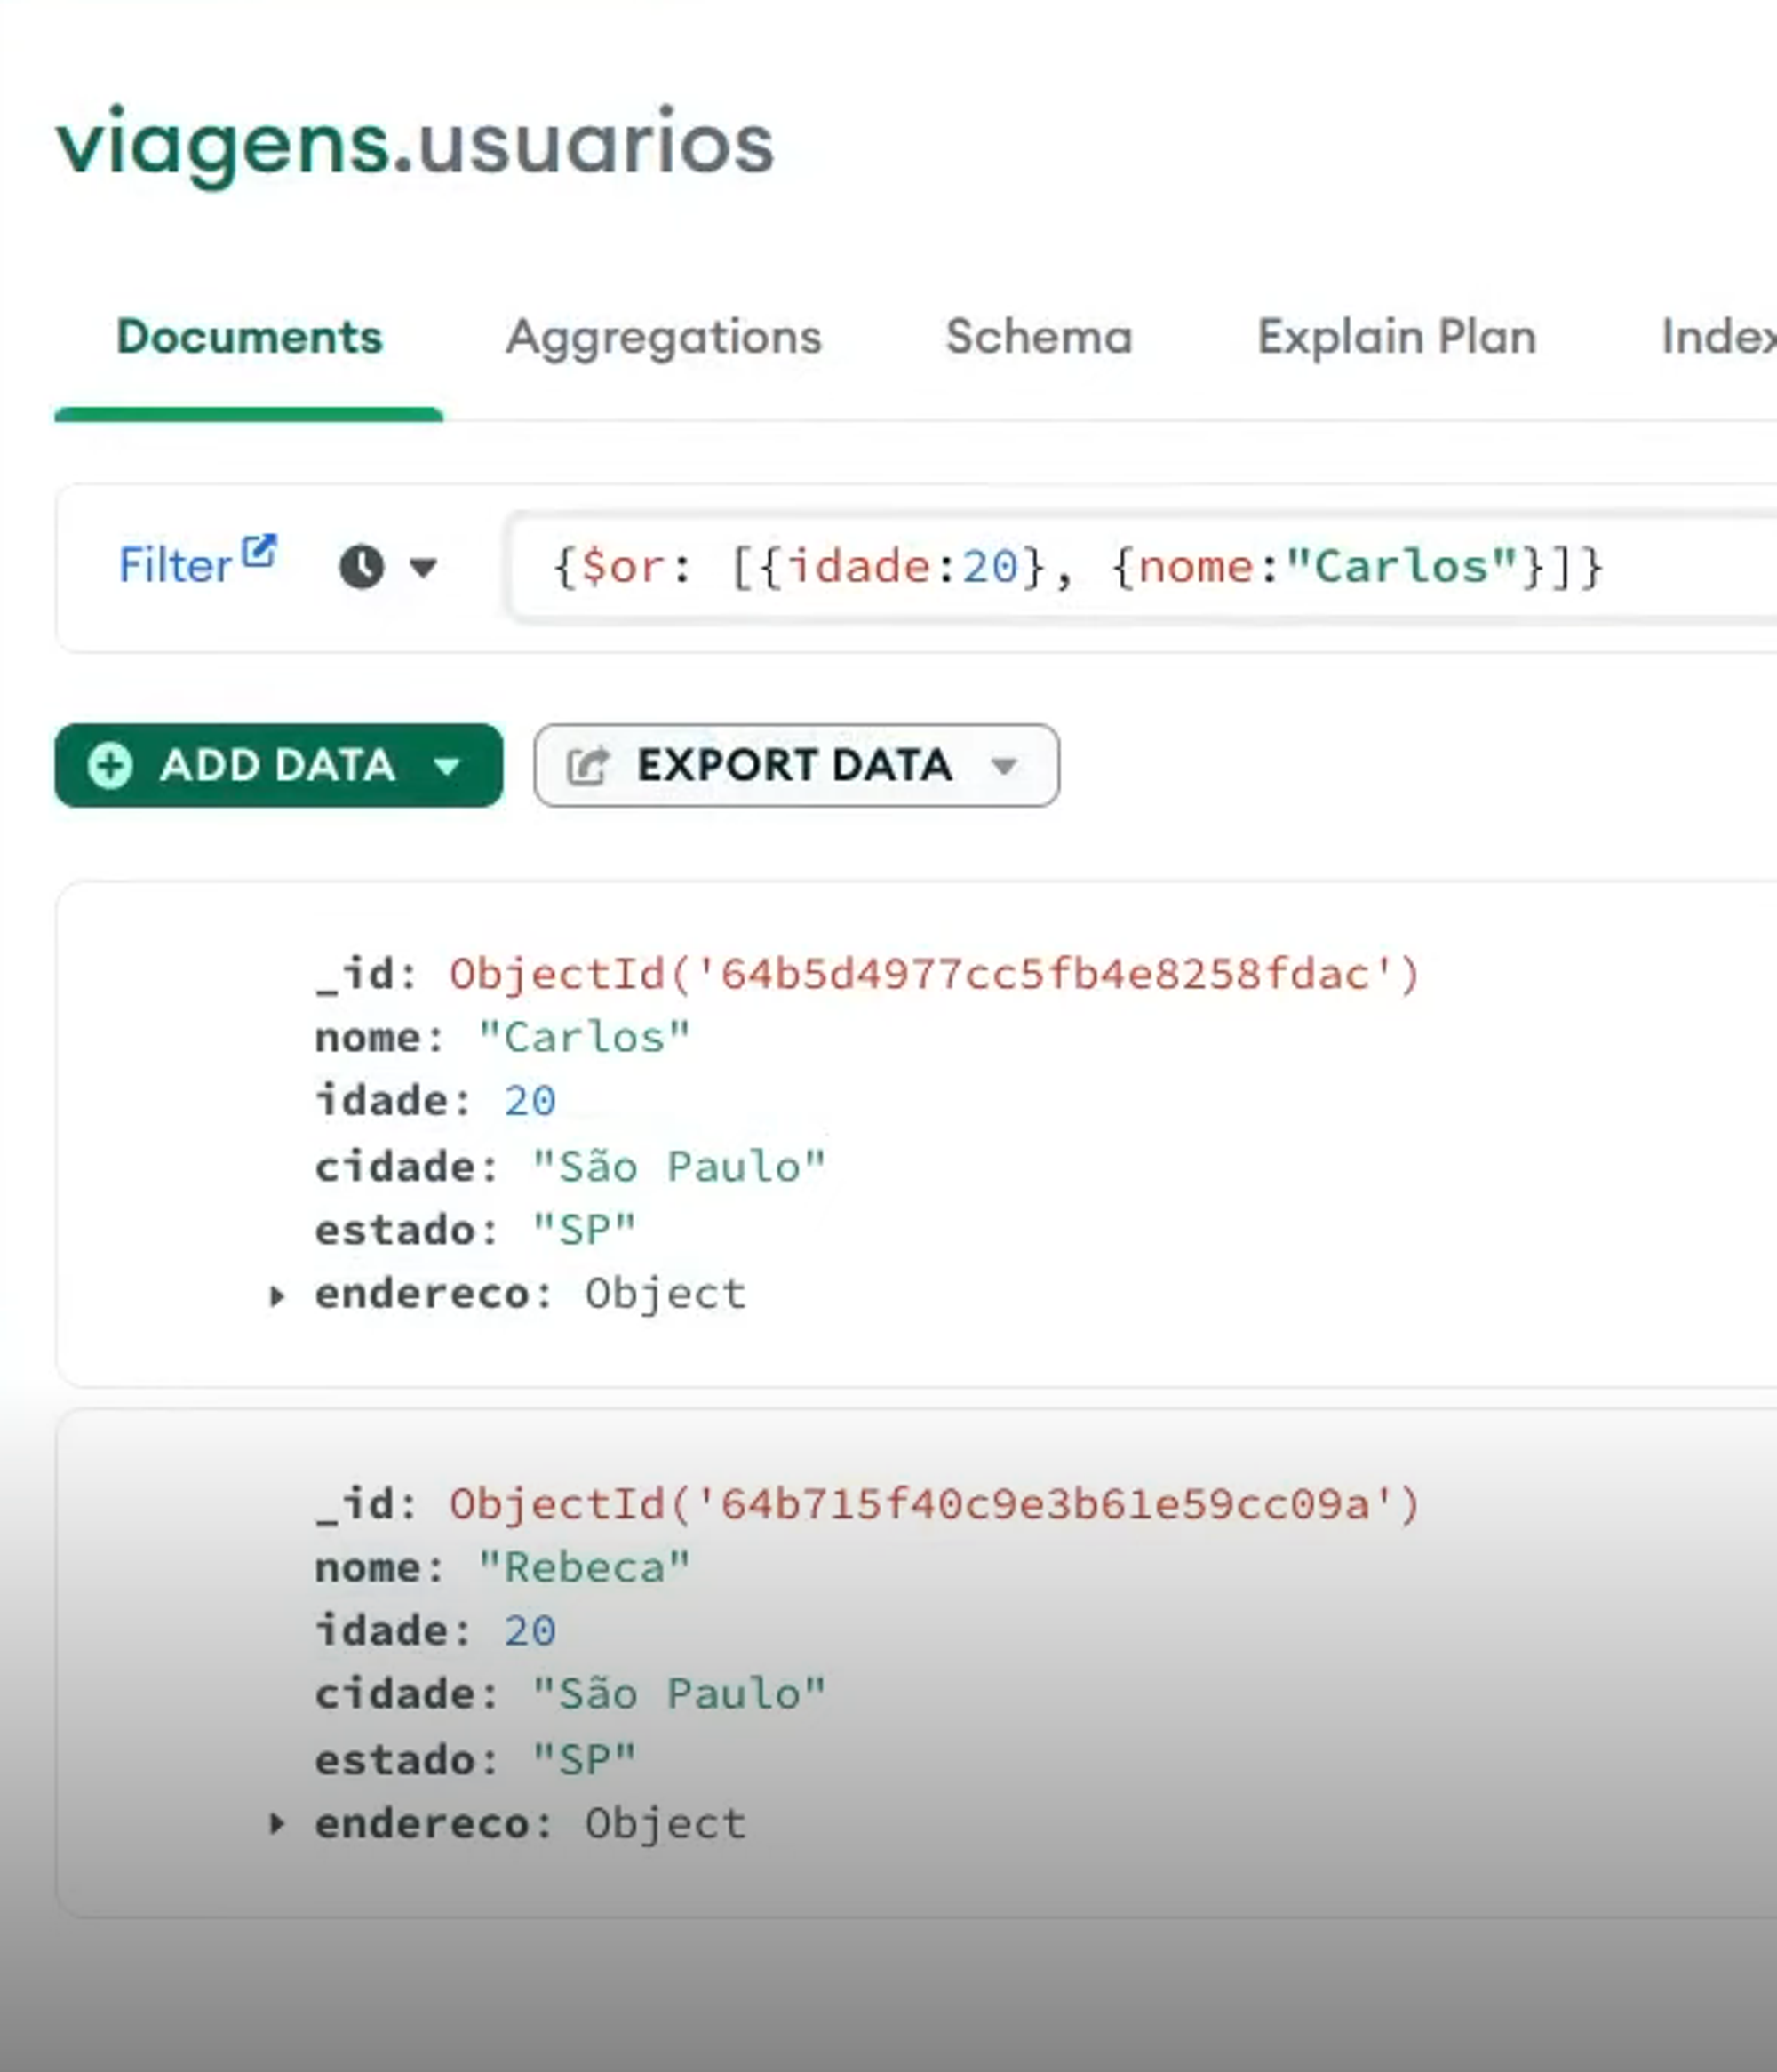 viagens.usuarios
Documents Aggregations Schema Explain Plan Index
Filter {$or: [{idade:20}, {nome:"Carlos"}]}
ADD DATA EXPORT DATA
_id: ObjectId('64b5d4977cc5fb4e8258fdac')
nome: "Carlos"
idade: 20
cidade: "São Paulo"
estado: "SP"
endereco: Object
_id: ObjectId('64b715f40c9e3b61e59cc09a')
nome: "Rebeca"
idade: 20
cidade: "São Paulo"
estado: "SP"
endereco: Object